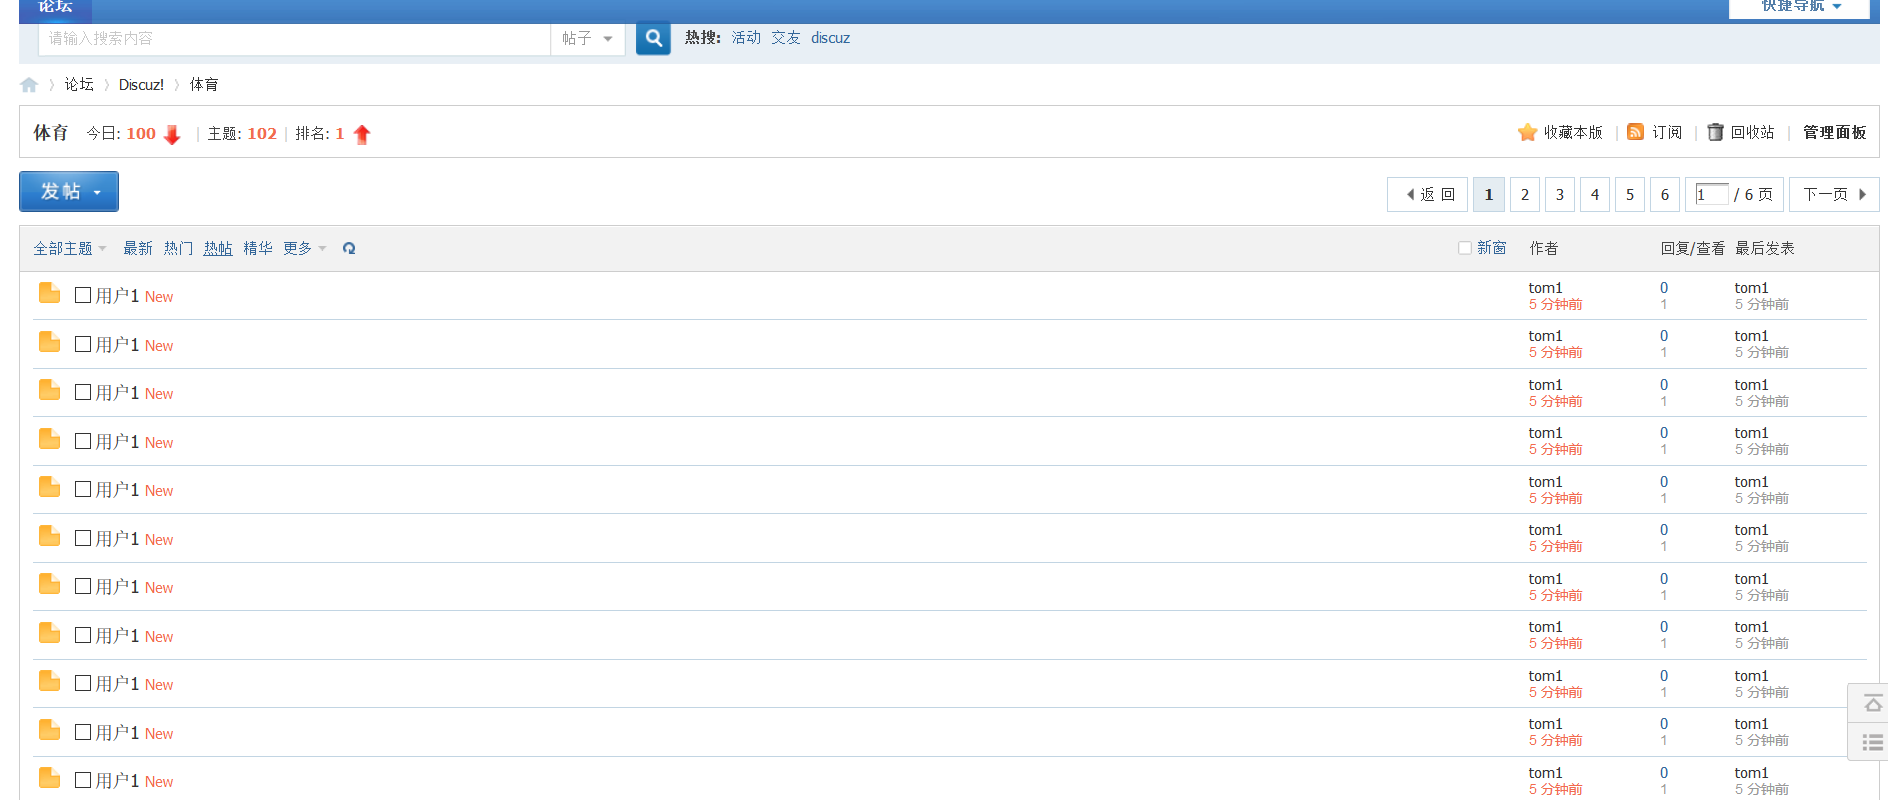 论坛 快捷导航
请输入搜索内容 帖子 热搜: 活动 交友 discuz
论坛 Discuz! 体育
体育 今日: 100 主题: 102 排名: 1 收藏本版 订阅 回收站 管理面板
发帖 返 回 1 2 3 4 5 6 1 / 6 页 下一页
全部主题 最新 热门 热帖 精华 更多 新窗 作者 回复/查看 最后发表
用户1 New tom1 0 tom1
5 分钟前 1 5 分钟前
用户1 New tom1 0 tom1
5 分钟前 1 5 分钟前
用户1 New tom1 0 tom1
5 分钟前 1 5 分钟前
用户1 New tom1 0 tom1
5 分钟前 1 5 分钟前
用户1 New tom1 0 tom1
5 分钟前 1 5 分钟前
用户1 New tom1 0 tom1
5 分钟前 1 5 分钟前
用户1 New tom1 0 tom1
5 分钟前 1 5 分钟前
用户1 New tom1 0 tom1
5 分钟前 1 5 分钟前
用户1 New tom1 0 tom1
5 分钟前 1 5 分钟前
用户1 New tom1 0 tom1
5 分钟前 1 5 分钟前
用户1 New tom1 0 tom1
5 分钟前 1 5 分钟前